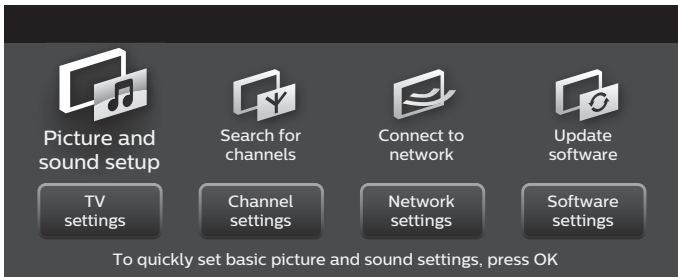 Picture and
sound setup
Search for
channels
Connect to
network
Update
software
TV
settings
Channel
settings
Network
settings
Software
settings
To quickly set basic picture and sound settings, press OK